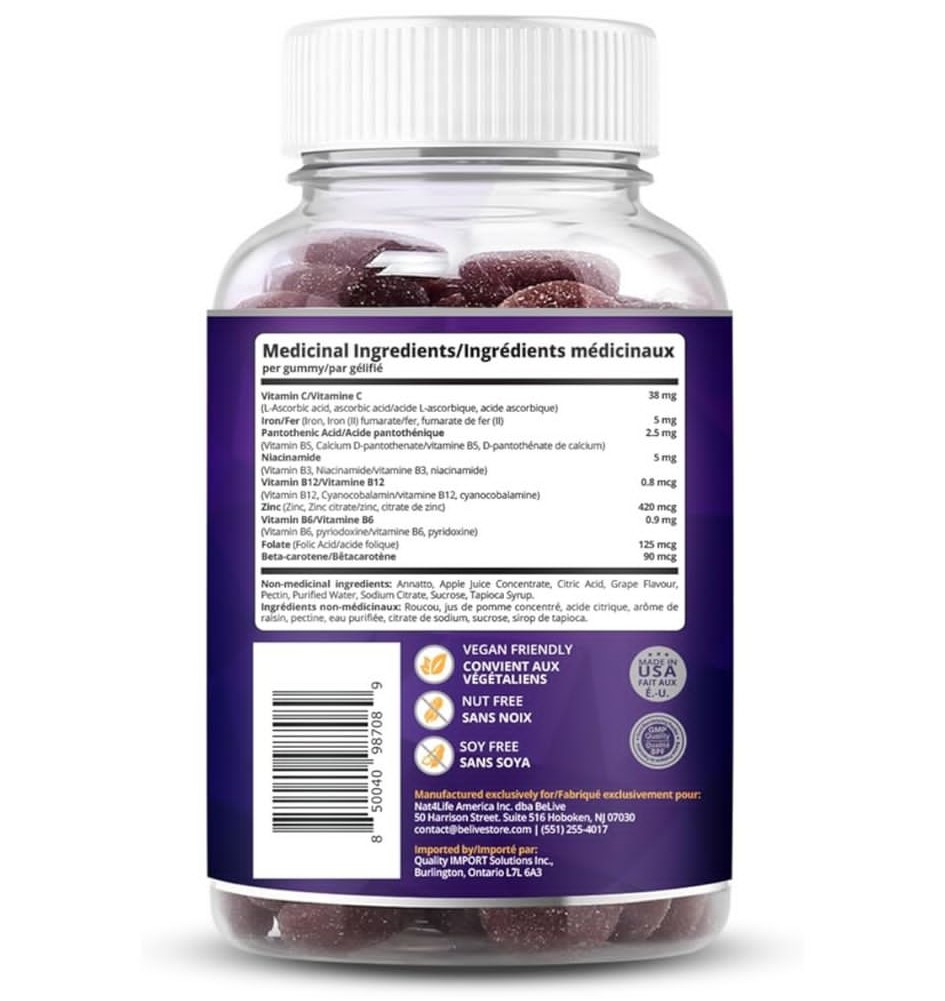 Medicinal Ingredients/Ingrédients médicinaux
per gummy/par gélifié
Vitamin C/Vitamine C 38 mg
(L-Ascorbic acid, ascorbic acid/acide L-ascorbique, acide ascorbique)
Iron/Fer (Iron, Iron (II) fumarate/fer, fumarate de fer (II) 5 mg
Pantothenic Acid/Acide pantothénique 2.5 mg
(Vitamin B5, Calcium D-pantothenate/vitamine B5, D-pantothénate de calcium)
Niacinamide 5 mg
(Vitamin B3, Niacinamide/vitamine B3, niacinamide)
Vitamin B12/Vitamine B12 0.8 mcg
(Vitamin B12, Cyanocobalamin/vitamine B12, cyanocobalamine)
Zinc (Zinc, Zinc citrate/zinc, citrate de zinc) 420 mcg
Vitamin B6/Vitamine B6 0.9 mg
(Vitamin B6, pyriodoxine/vitamine B6, pyridoxine)
Folate (Folic Acid/acide folique) 125 mcg
Beta-carotene/Bêtacarotène 90 mcg
Non-medicinal ingredients: Annatto, Apple Juice Concentrate, Citric Acid, Grape Flavour,
Pectin, Purified Water, Sodium Citrate, Sucrose, Tapioca Syrup.
Ingrédients non-médicinaux: Roucou, jus de pomme concentré, acide citrique, arôme de
raisin, pectine, eau purifiée, citrate de sodium, sucrose, sirop de tapioca.
8 50040 98708 9
VEGAN FRIENDLY
CONVIENT AUX
VÉGÉTALIENS
NUT FREE
SANS NOIX
SOY FREE
SANS SOYA
MADE IN
USA
FAIT AUX
É.-U.
GMP
Quality
Qualité
BPF
Manufactured exclusively for/Fabriqué exclusivement pour:
Nat4Life America Inc. dba BeLive
50 Harrison Street. Suite 516 Hoboken, NJ 07030
contact@belivestore.com | (551) 255-4017
Imported by/Importé par:
Quality IMPORT Solutions Inc.,
Burlington, Ontario L7L 6A3